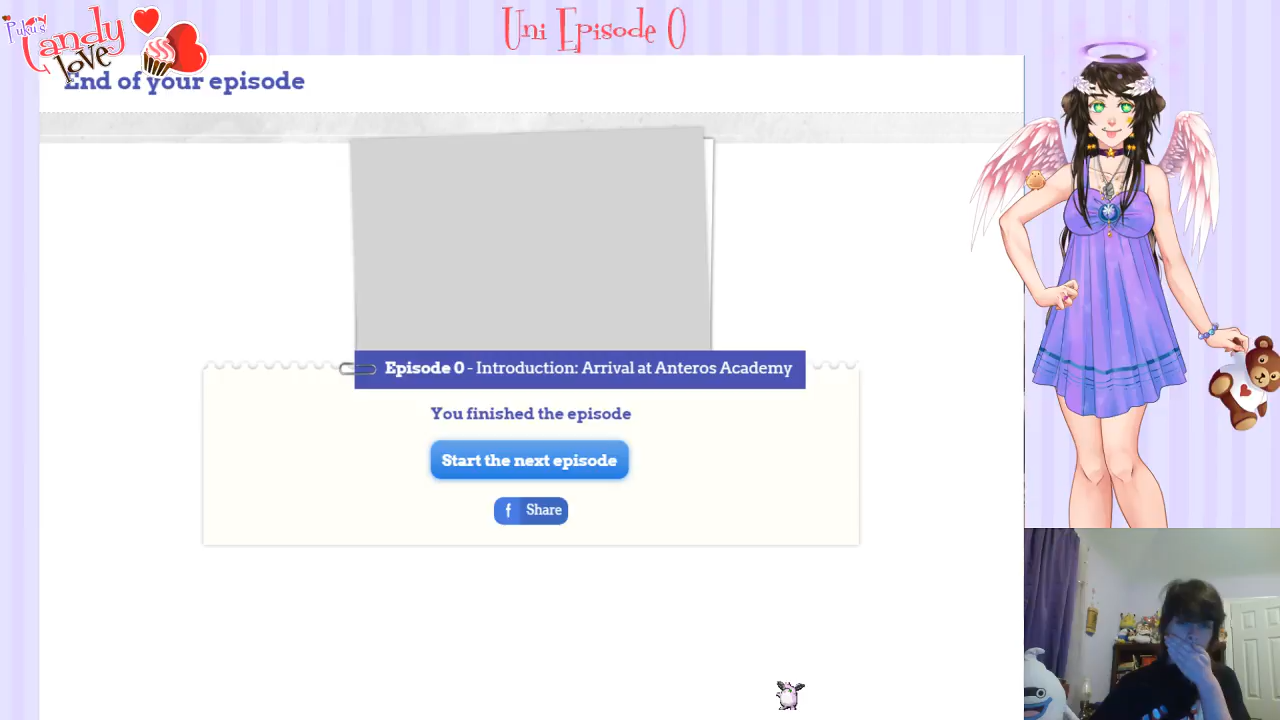 Puku's
Candy
love
Uni Episode 0
End of your episode
Episode 0 - Introduction: Arrival at Anteros Academy
You finished the episode
Start the next episode
f Share